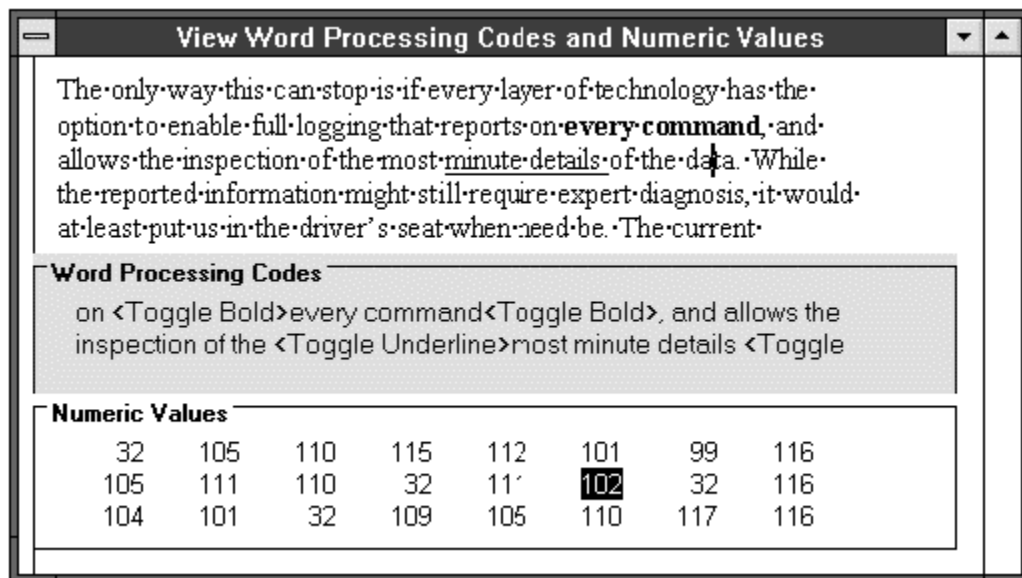 View Word Processing Codes and Numeric Values
The·only·way·this·can·stop·is·if·every·layer·of·technology·has·the·
option·to·enable·full·logging·that·reports·on·every·command,·and·
allows·the·inspection·of·the·most·minute·details·of·the·data.·While·
the·reported·information·might·still·require·expert·diagnosis,·it·would·
at·least·put·us·in·the·driver's·seat·when·need·be.·The·current·
Word Processing Codes
on <Toggle Bold>every command<Toggle Bold>, and allows the
inspection of the <Toggle Underline>most minute details <Toggle
Numeric Values
32 105 110 115 112 101 99 116
105 111 110 32 111 102 32 116
104 101 32 109 105 110 117 116